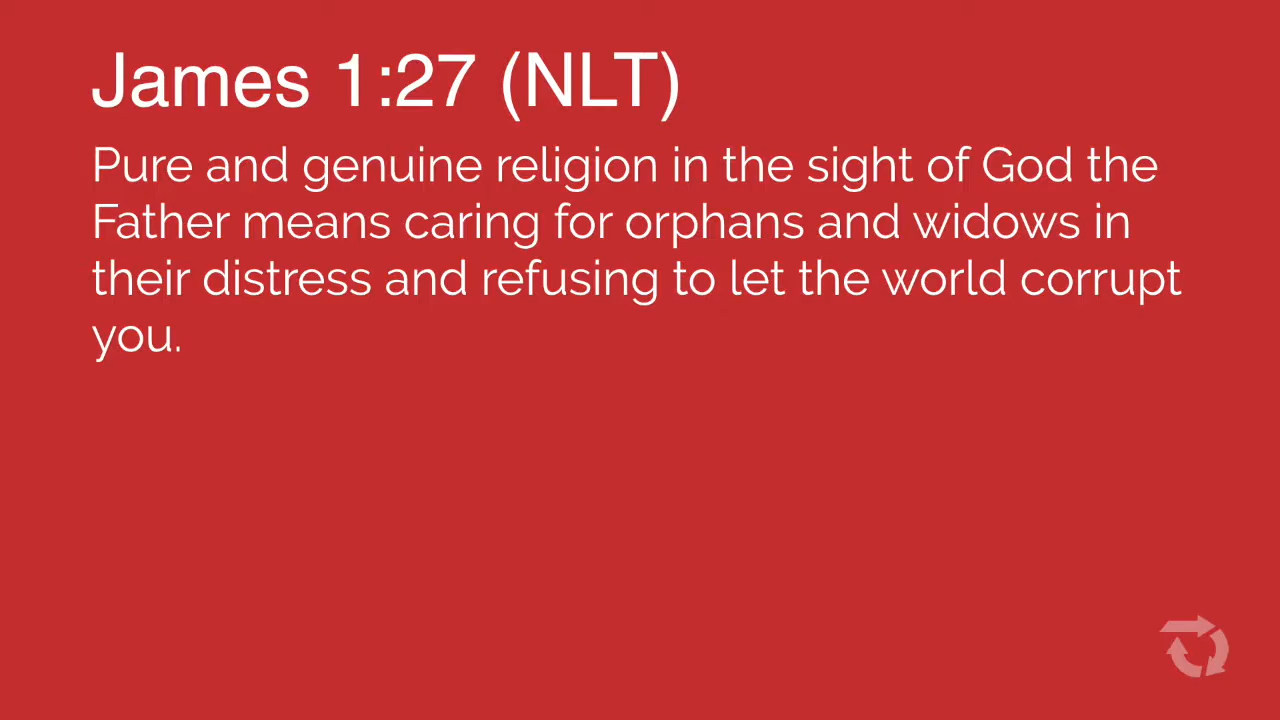 James 1:27 (NLT)
Pure and genuine religion in the sight of God the
Father means caring for orphans and widows in
their distress and refusing to let the world corrupt
you.